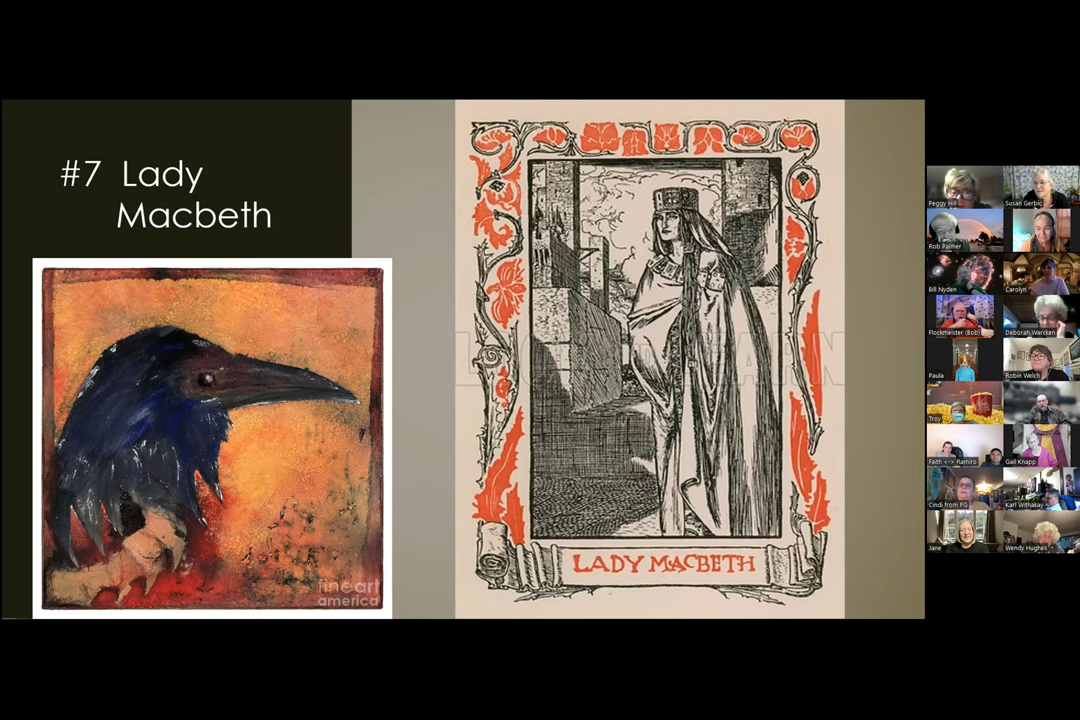 #7 Lady
Macbeth
fine art
america
LADY MACBETH
Peggy Hill
Susan Gerbic
Rob Palmer
Bill Nyden
Carolyn
Flockmeister (Bob)
Deborah Warcken
Paula
Robin Welch
Troy
Faith <-> Ramiro
Gail Knapp
Cindi from PG
Karl Withakay
Jane
Wendy Hughes